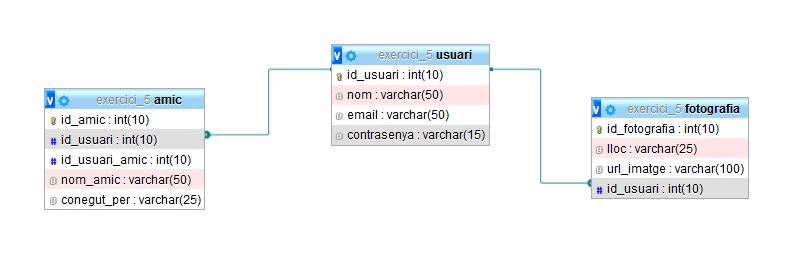 exercici_5 amic
id_amic : int(10)
id_usuari : int(10)
id_usuari_amic : int(10)
nom_amic : varchar(50)
conegut_per : varchar(25)
exercici_5 usuari
id_usuari : int(10)
nom : varchar(50)
email : varchar(50)
contrasenya : varchar(15)
exercici_5 fotografia
id_fotografia : int(10)
lloc : varchar(25)
url_imatge : varchar(100)
id_usuari : int(10)